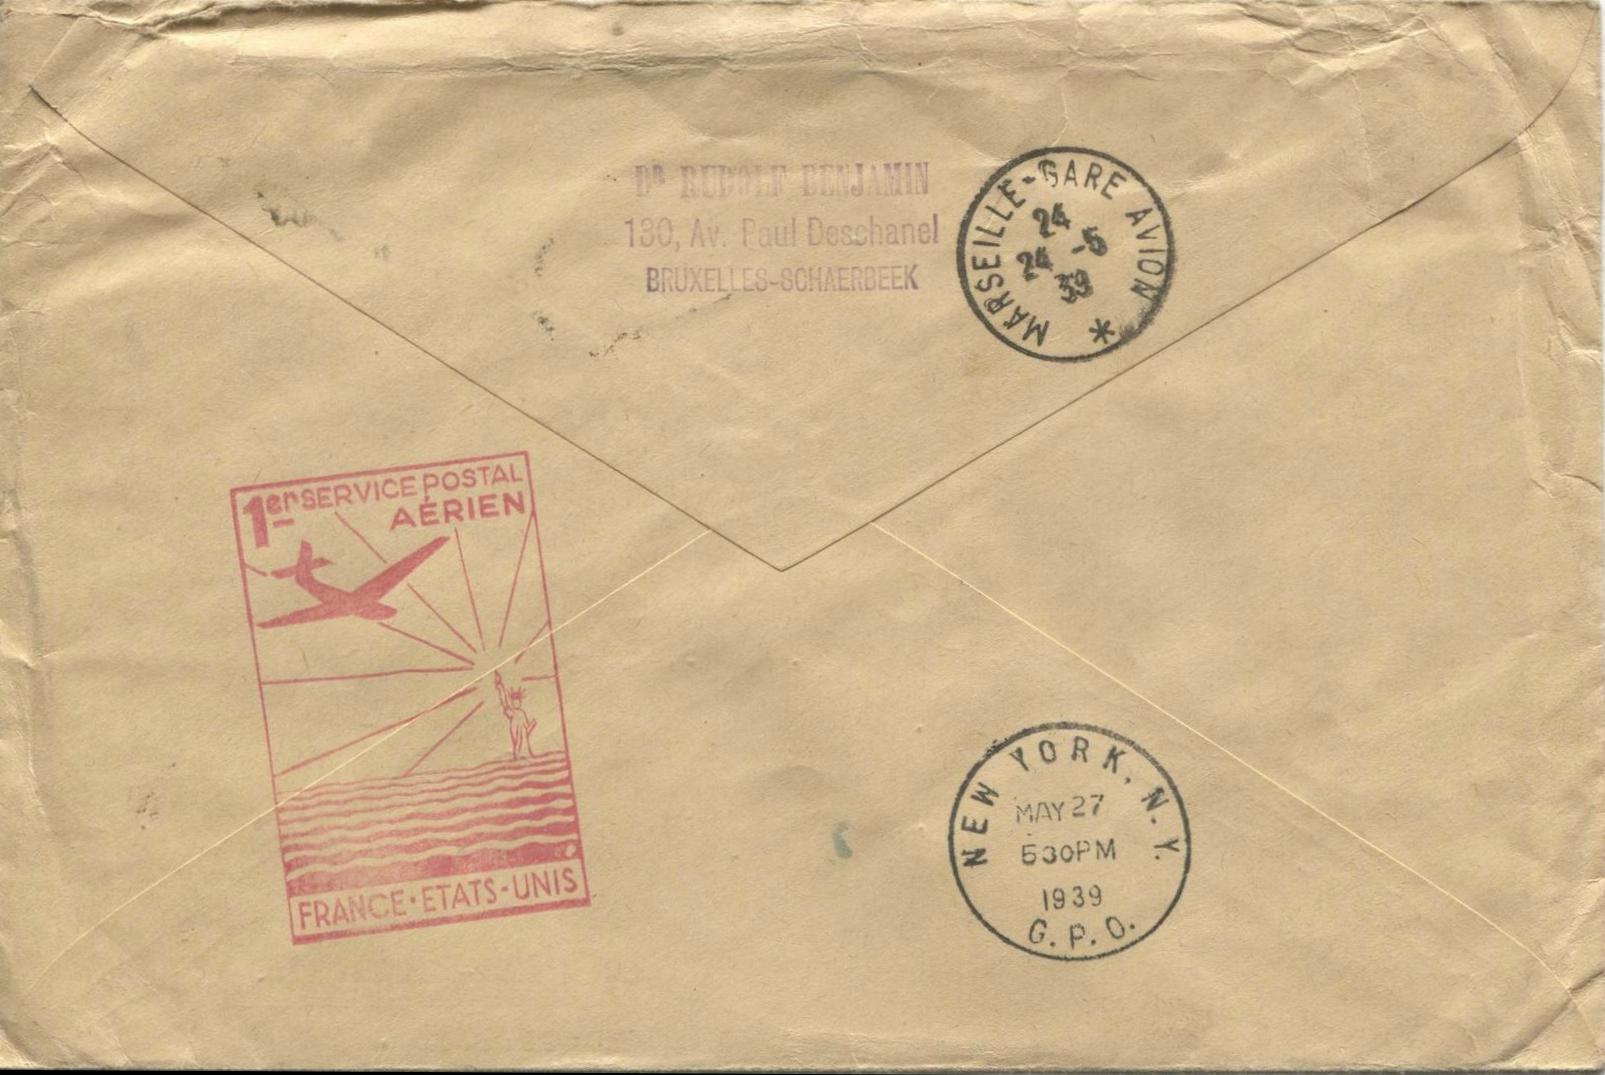 DR RUDOLF BENJAMIN
130, Av. Paul Deschanel
BRUXELLES-SCHAERBEEK
MARSEILLE-GARE AVION *
24
24 -5
39
1er SERVICE POSTAL
AÉRIEN
FRANCE·ETATS-UNIS
NEW YORK, N.Y.
MAY 27
530PM
1939
G.P.O.